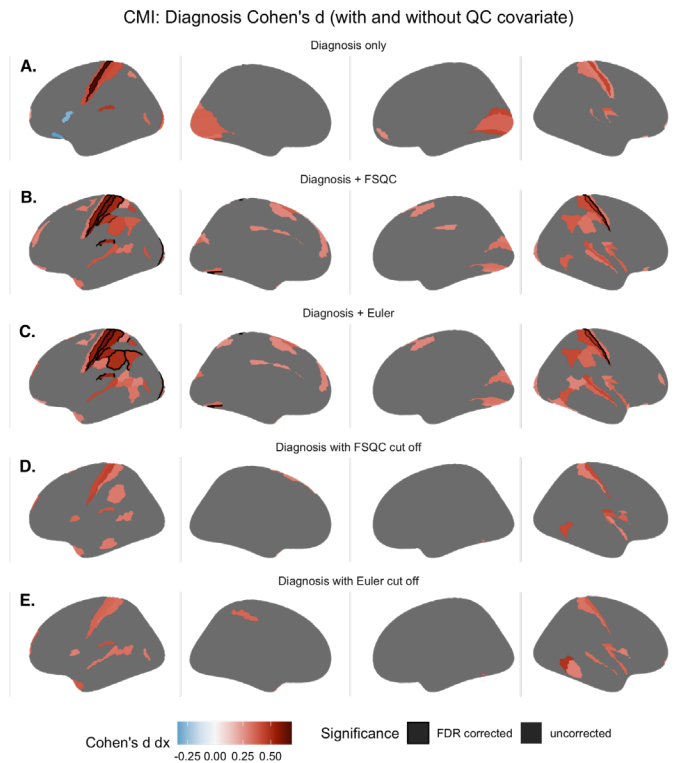 CMI: Diagnosis Cohen's d (with and without QC covariate)
Diagnosis only
A.
Diagnosis + FSQC
B.
Diagnosis + Euler
C.
Diagnosis with FSQC cut off
D.
Diagnosis with Euler cut off
E.
Cohen's d dx
-0.25 0.00 0.25 0.50
Significance
FDR corrected
uncorrected